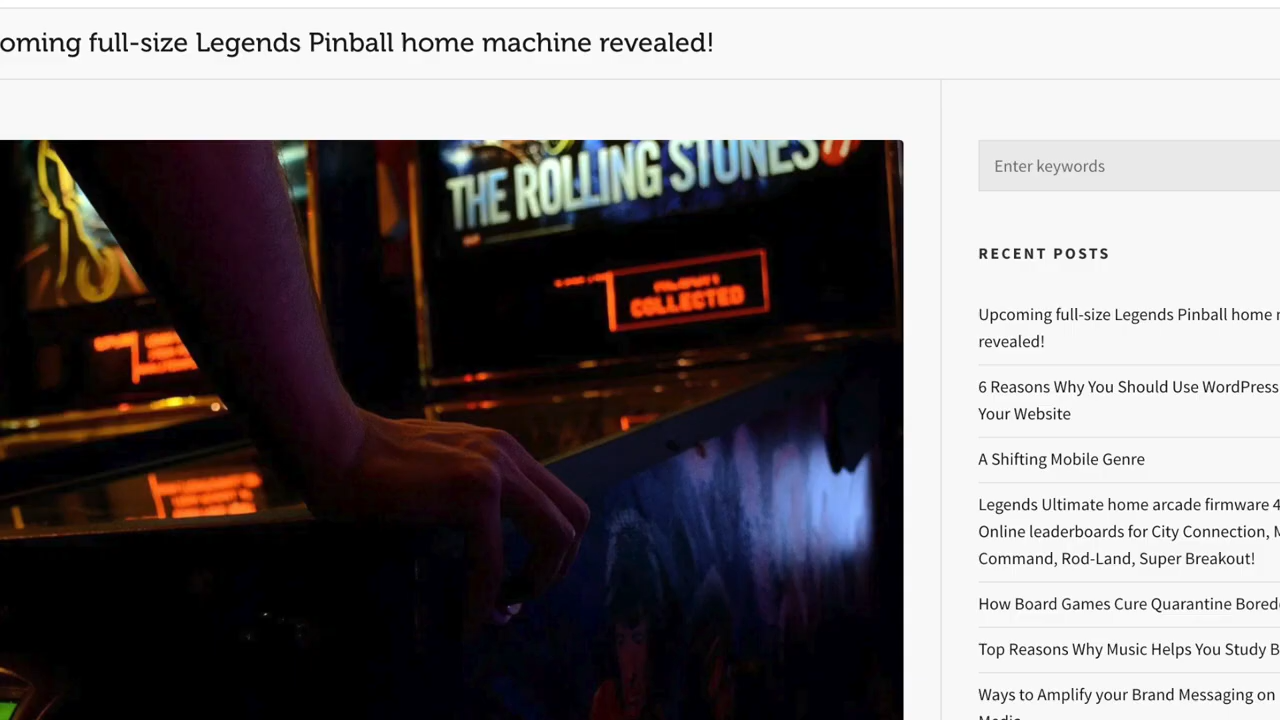 oming full-size Legends Pinball home machine revealed!
THE ROLLING STONES
COLLECTED
Enter keywords
RECENT POSTS
Upcoming full-size Legends Pinball home
revealed!
6 Reasons Why You Should Use WordPress
Your Website
A Shifting Mobile Genre
Legends Ultimate home arcade firmware 4
Online leaderboards for City Connection, M
Command, Rod-Land, Super Breakout!
How Board Games Cure Quarantine Bored
Top Reasons Why Music Helps You Study B
Ways to Amplify your Brand Messaging on